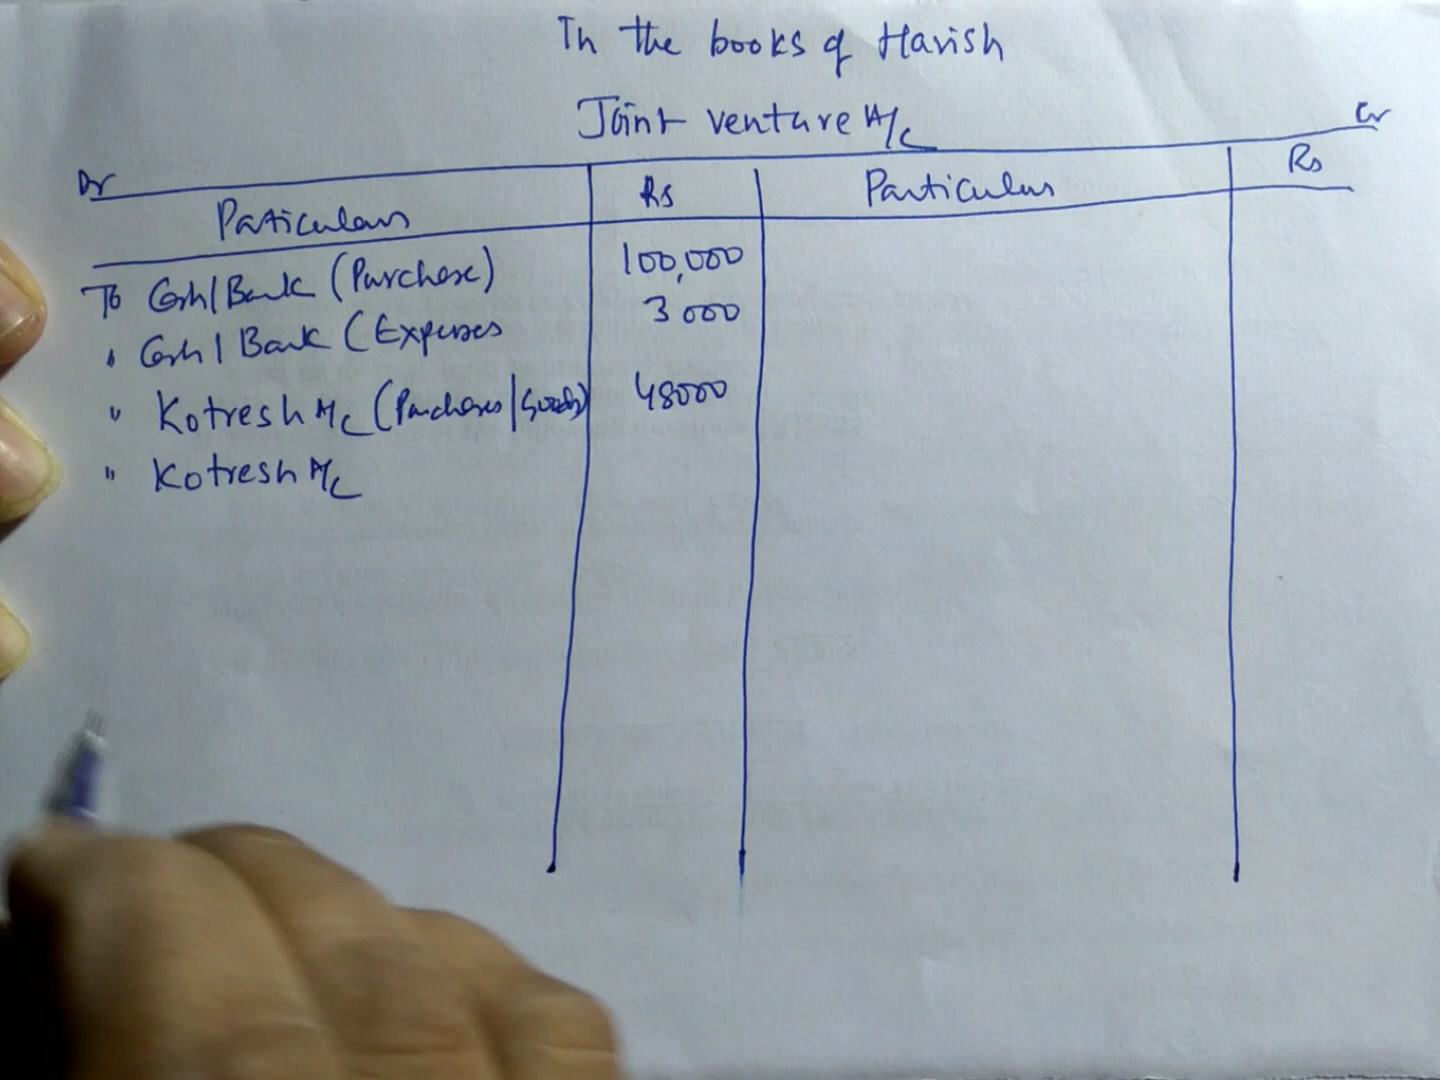 In the books of Harish
Joint venture A/c
Dr Cr
Particulars Rs Particulars Rs
To Cash/Bank (Purchase) 100,000
" Cash/Bank (Expenses 3000
" Kotresh A/c (Purchases/Goods) 48000
" Kotresh A/c